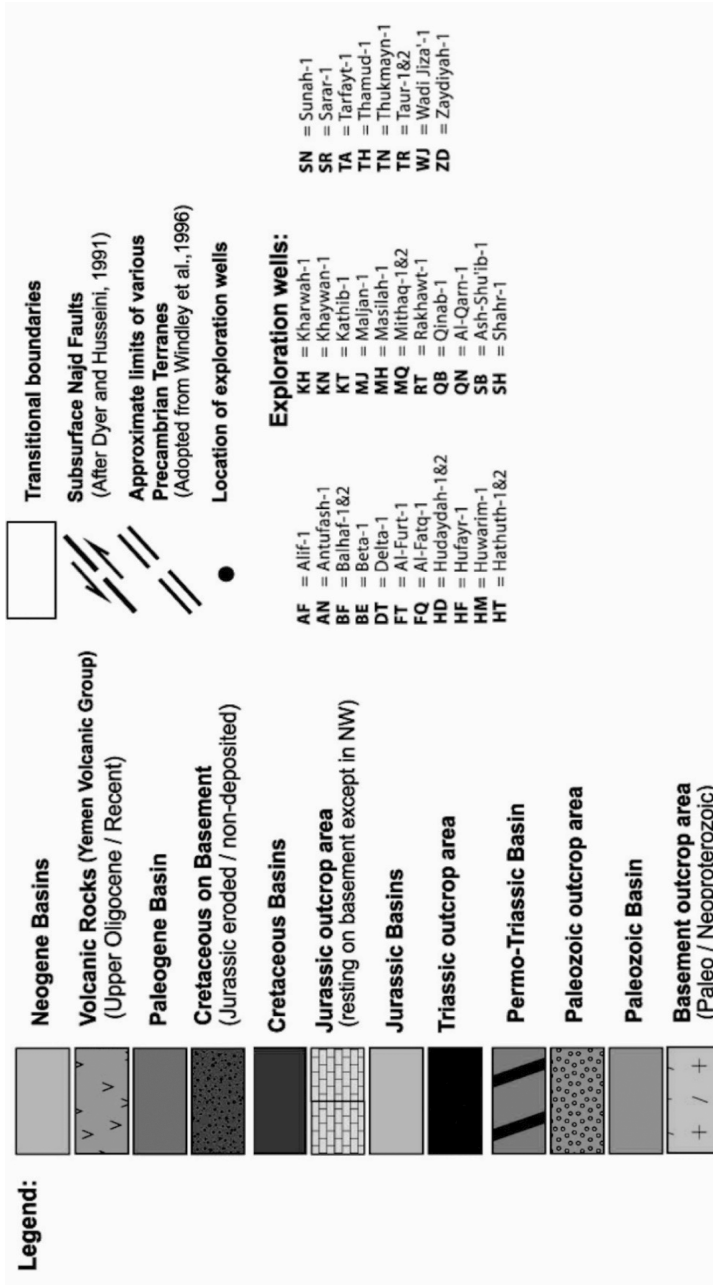 Legend:
Neogene Basins
Volcanic Rocks (Yemen Volcanic Group)
(Upper Oligocene / Recent)
Paleogene Basin
Cretaceous on Basement
(Jurassic eroded / non-deposited)
Cretaceous Basins
Jurassic outcrop area
(resting on basement except in NW)
Jurassic Basins
Triassic outcrop area
Permo-Triassic Basin
Paleozoic outcrop area
Paleozoic Basin
Basement outcrop area
(Paleo / Neoproterozoic)
Transitional boundaries
Subsurface Najd Faults
(After Dyer and Husseini, 1991)
Approximate limits of various
Precambrian Terranes
(Adopted from Windley et al.,1996)
Location of exploration wells
Exploration wells:
AF = Alif-1
AN = Antufash-1
BF = Balhaf-1&2
BE = Beta-1
DT = Delta-1
FT = Al-Furt-1
FQ = Al-Fatq-1
HD = Hudaydah-1&2
HF = Hufayr-1
HM = Huwarim-1
HT = Hathuth-1&2
KH = Kharwah-1
KN = Khaywan-1
KT = Kathib-1
MJ = Maljan-1
MH = Masilah-1
MQ = Mithaq-1&2
RT = Rakhawt-1
QB = Qinab-1
QN = Al-Qarn-1
SB = Ash-Shu'ib-1
SH = Shahr-1
SN = Sunah-1
SR = Sarar-1
TA = Tarfayt-1
TH = Thamud-1
TN = Thukmayn-1
TR = Taur-1&2
WJ = Wadi Jiza'-1
ZD = Zaydiyah-1